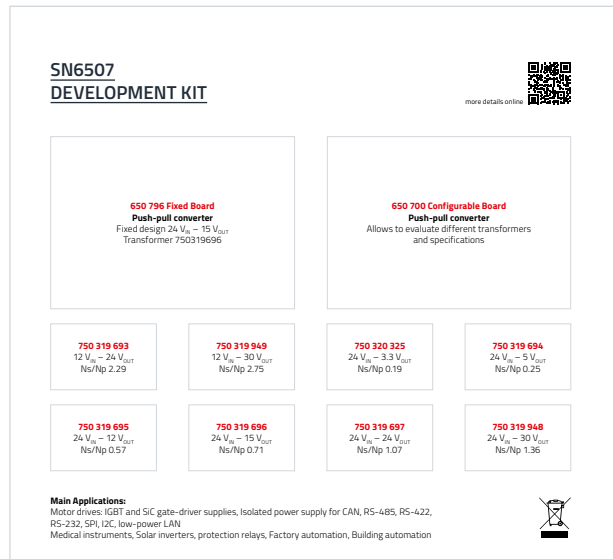 SN6507
DEVELOPMENT KIT
more details online
650 796 Fixed Board
Push-pull converter
Fixed design 24 VIN – 15 VOUT
Transformer 750319696
650 700 Configurable Board
Push-pull converter
Allows to evaluate different transformers
and specifications
750 319 693
12 VIN – 24 VOUT
Ns/Np 2.29
750 319 949
12 VIN – 30 VOUT
Ns/Np 2.75
750 320 325
24 VIN – 3.3 VOUT
Ns/Np 0.19
750 319 694
24 VIN – 5 VOUT
Ns/Np 0.25
750 319 695
24 VIN – 12 VOUT
Ns/Np 0.57
750 319 696
24 VIN – 15 VOUT
Ns/Np 0.71
750 319 697
24 VIN – 24 VOUT
Ns/Np 1.07
750 319 948
24 VIN – 30 VOUT
Ns/Np 1.36
Main Applications:
Motor drives: IGBT and SiC gate-driver supplies, Isolated power supply for CAN, RS-485, RS-422,
RS-232, SPI, I2C, low-power LAN
Medical instruments, Solar inverters, protection relays, Factory automation, Building automation